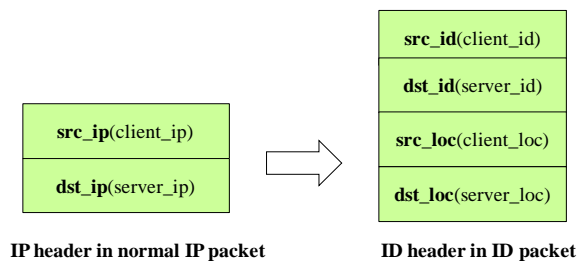 src_ip(client_ip)
dst_ip(server_ip)
IP header in normal IP packet
src_id(client_id)
dst_id(server_id)
src_loc(client_loc)
dst_loc(server_loc)
ID header in ID packet